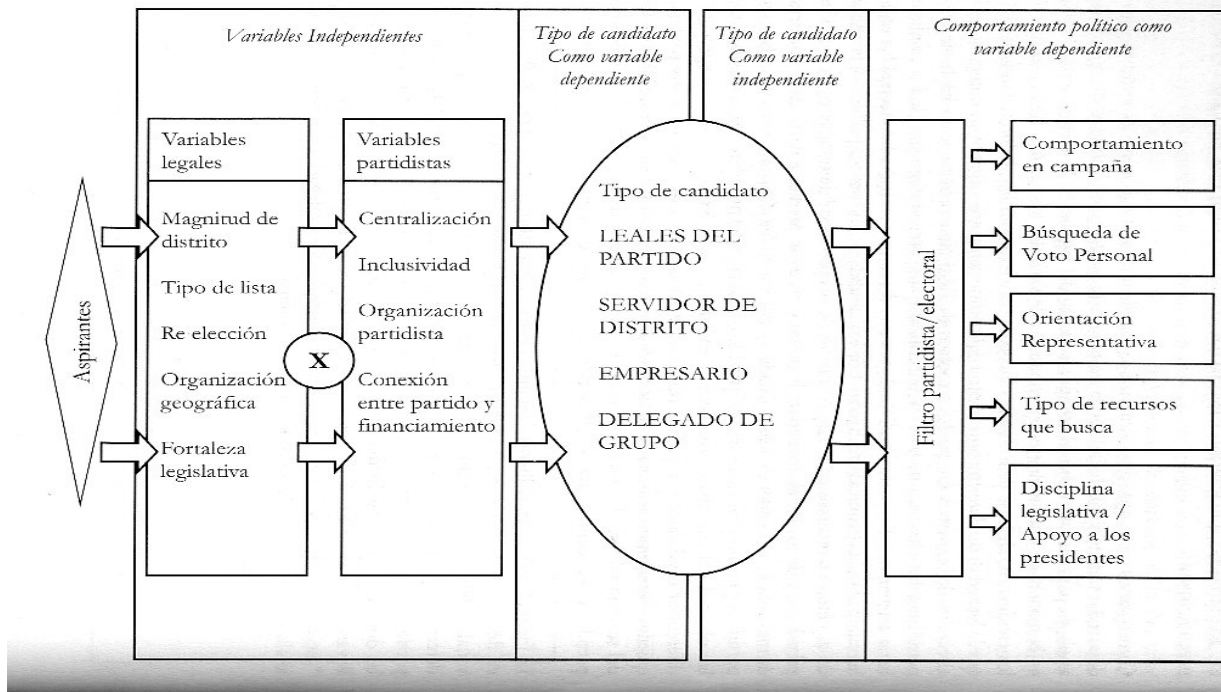 Variables Independientes
Tipo de candidato
Como variable
dependiente
Tipo de candidato
Como variable
independiente
Comportamiento político como
variable dependiente
Aspirantes
Variables
legales
Magnitud de
distrito
Tipo de lista
Re-elección
Organización
geográfica
Fortaleza
legislativa
X
Variables
partidistas
Centralización
Inclusividad
Organización
partidista
Conexión
entre partido y
financiamiento
Tipo de candidato
LEALES DEL
PARTIDO
SERVIDOR DE
DISTRITO
EMPRESARIO
DELEGADO DE
GRUPO
Filtro partidista/electoral
Comportamiento
en campaña
Búsqueda de
Voto Personal
Orientación
Representativa
Tipo de recursos
que busca
Disciplina
legislativa /
Apoyo a los
presidentes